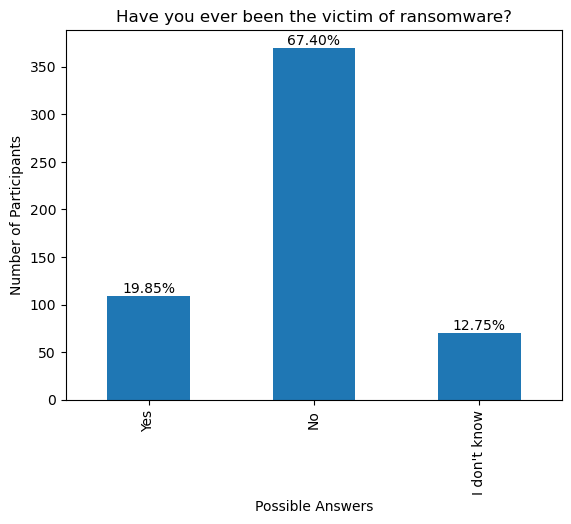 Have you ever been the victim of ransomware?
67.40%
19.85%
12.75%
350
300
250
200
150
100
50
0
Number of Participants
Yes
No
I don't know
Possible Answers